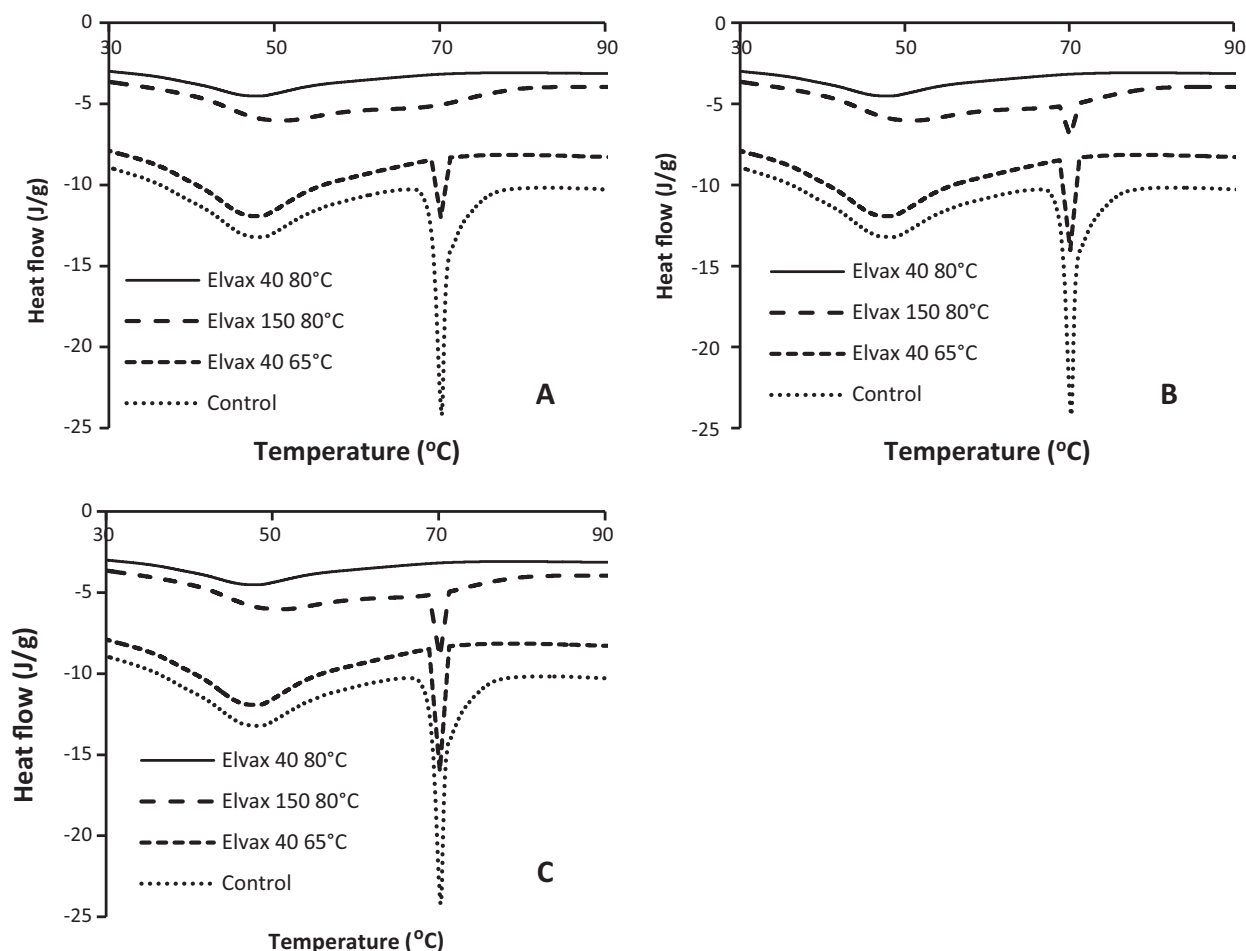 0
30 50 70 90
-5
-10
-15
-20
-25
Heat flow (J/g)
Elvax 40 80°C
Elvax 150 80°C
Elvax 40 65°C
Control
A
Temperature (°C)
0
30 50 70 90
-5
-10
-15
-20
-25
Heat flow (J/g)
Elvax 40 80°C
Elvax 150 80°C
Elvax 40 65°C
Control
B
Temperature (°C)
0
30 50 70 90
-5
-10
-15
-20
-25
Heat flow (J/g)
Elvax 40 80°C
Elvax 150 80°C
Elvax 40 65°C
Control
C
Temperature (°C)